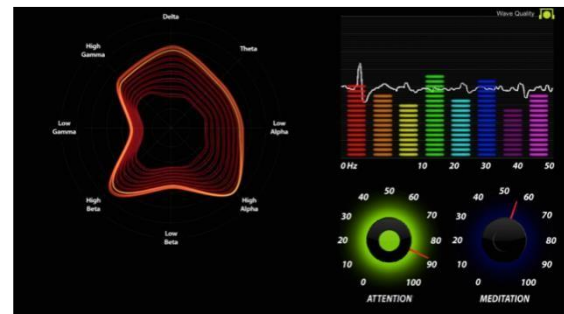 Delta
High
Gamma
Theta
Low
Gamma
Low
Alpha
High
Beta
High
Alpha
Low
Beta
Wave Quality
0 Hz 10 20 30 40 50
40 50 60
30 70
20 80
10 90
0 100
ATTENTION
40 50 60
30 70
20 80
10 90
0 100
MEDITATION